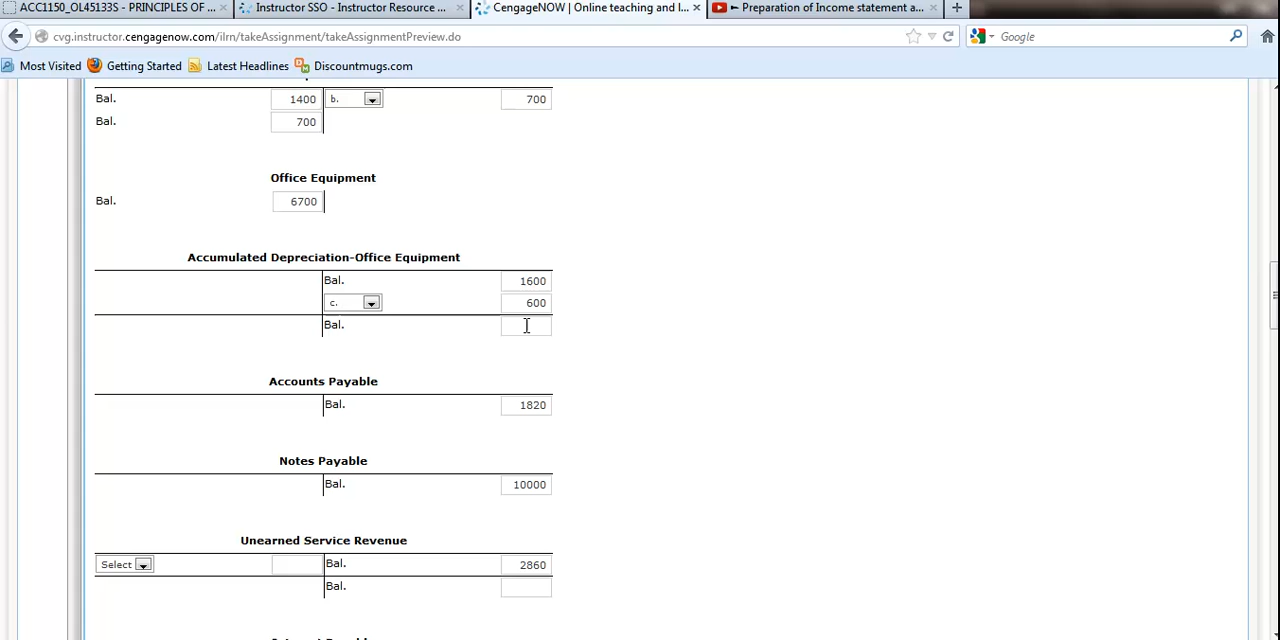 ACC1150_OL45133S - PRINCIPLES OF ... × Instructor SSO - Instructor Resource ... × CengageNOW | Online teaching and l... × ► Preparation of Income statement a... × +
cvg.instructor.cengagenow.com/ilrn/takeAssignment/takeAssignmentPreview.do Google
Most Visited Getting Started Latest Headlines Discountmugs.com
Bal. 1400 b. 700
Bal. 700
Office Equipment
Bal. 6700
Accumulated Depreciation-Office Equipment
Bal. 1600
c. 600
Bal.
Accounts Payable
Bal. 1820
Notes Payable
Bal. 10000
Unearned Service Revenue
Select Bal. 2860
Bal.